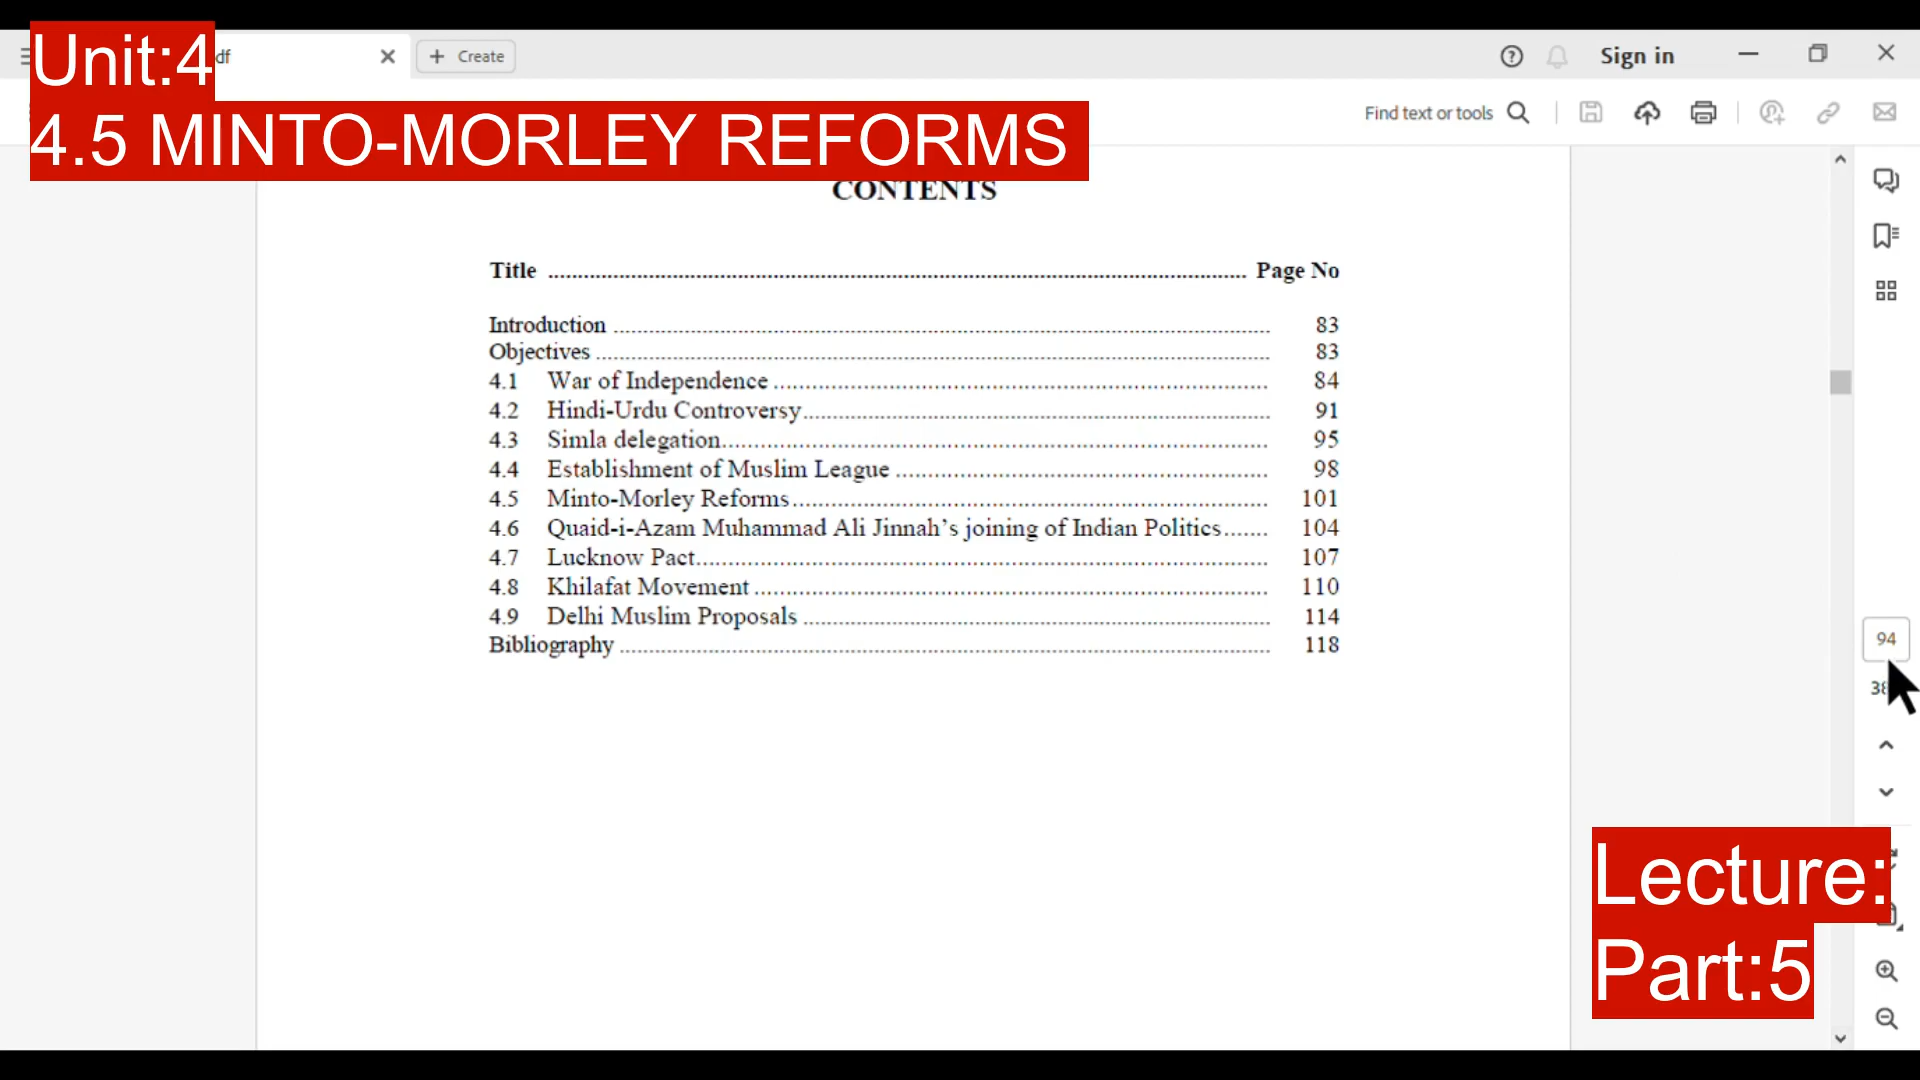 Unit:4
df
Create
Sign in
4.5 MINTO-MORLEY REFORMS
Find text or tools
CONTENTS
Title ........ Page No
Introduction ........ 83
Objectives ........ 83
4.1 War of Independence ........ 84
4.2 Hindi-Urdu Controversy ........ 91
4.3 Simla delegation ........ 95
4.4 Establishment of Muslim League ........ 98
4.5 Minto-Morley Reforms ........ 101
4.6 Quaid-i-Azam Muhammad Ali Jinnah's joining of Indian Politics ....... 104
4.7 Lucknow Pact ........ 107
4.8 Khilafat Movement ........ 110
4.9 Delhi Muslim Proposals ........ 114
Bibliography ........ 118
94
Lecture:
Part:5